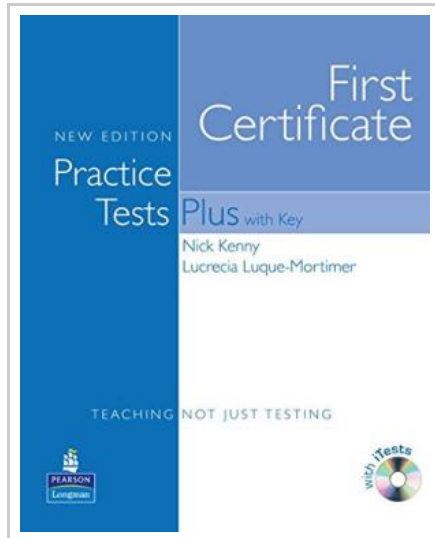 First
Certificate
NEW EDITION
Practice
Tests Plus with Key
Nick Kenny
Lucrecia Luque-Mortimer
TEACHING NOT JUST TESTING
with iTests
PEARSON
Longman